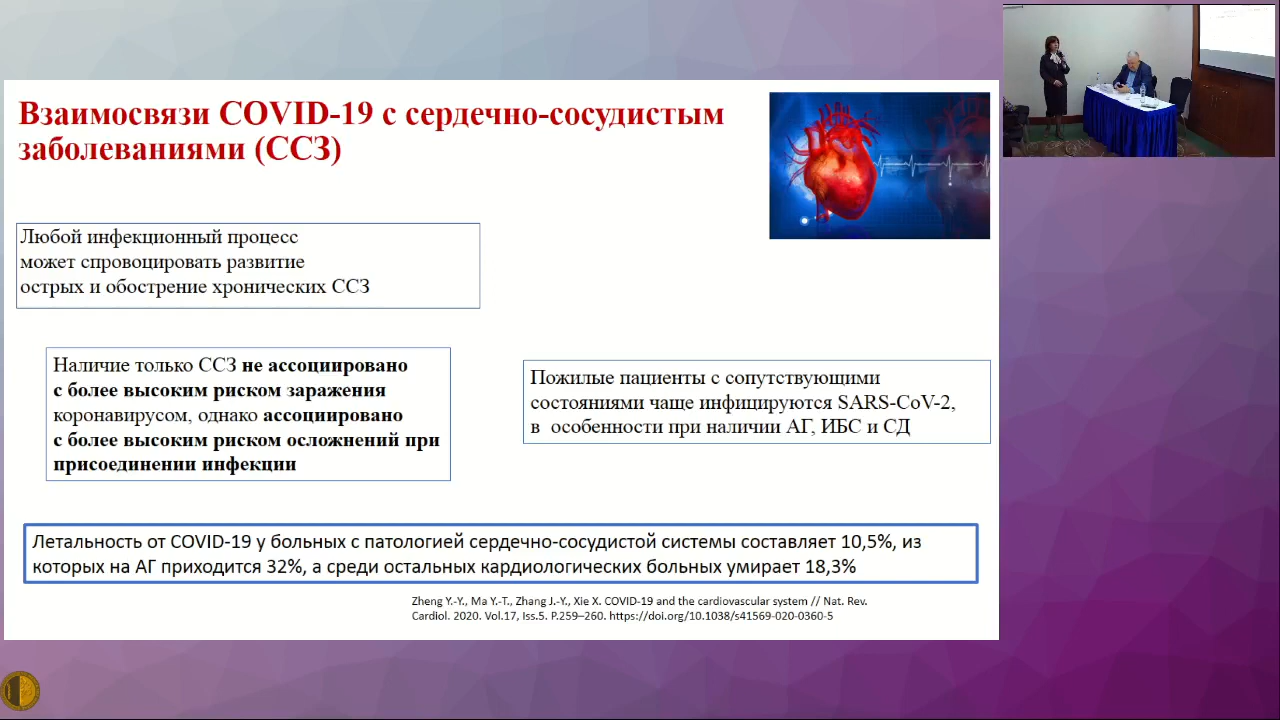 Взаимосвязи COVID-19 с сердечно-сосудистым
заболеваниями (ССЗ)
Любой инфекционный процесс
может спровоцировать развитие
острых и обострение хронических ССЗ
Наличие только ССЗ не ассоциировано
с более высоким риском заражения
коронавирусом, однако ассоциировано
с более высоким риском осложнений при
присоединении инфекции
Пожилые пациенты с сопутствующими
состояниями чаще инфицируются SARS-CoV-2,
в особенности при наличии АГ, ИБС и СД
Летальность от COVID-19 у больных с патологией сердечно-сосудистой системы составляет 10,5%, из
которых на АГ приходится 32%, а среди остальных кардиологических больных умирает 18,3%
Zheng Y.-Y., Ma Y.-T., Zhang J.-Y., Xie X. COVID-19 and the cardiovascular system // Nat. Rev.
Cardiol. 2020. Vol.17, Iss.5. P.259–260. https://doi.org/10.1038/s41569-020-0360-5